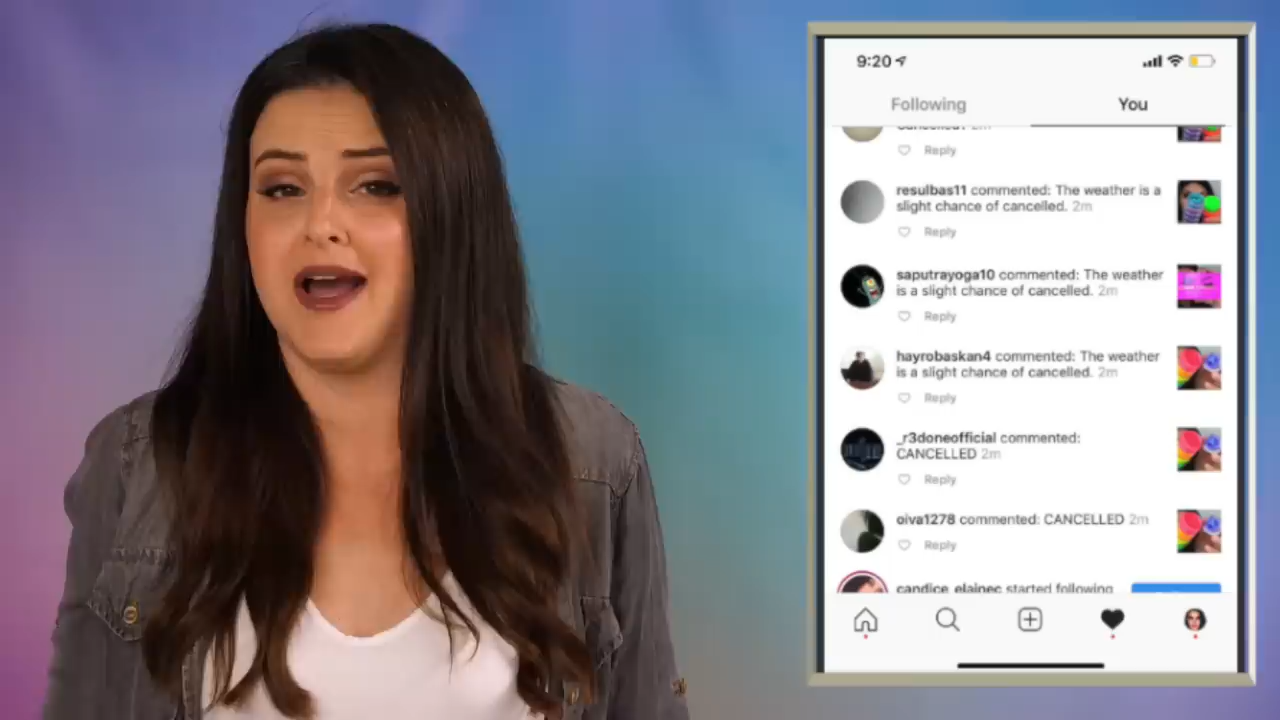 9:20
Following You
Cancelled! 2m
Reply
resulbas11 commented: The weather is a
slight chance of cancelled. 2m
Reply
saputrayoga10 commented: The weather
is a slight chance of cancelled. 2m
Reply
hayrobaskan4 commented: The weather
is a slight chance of cancelled. 2m
Reply
_r3doneofficial commented:
CANCELLED 2m
Reply
oiva1278 commented: CANCELLED 2m
Reply
candice_elainec started following